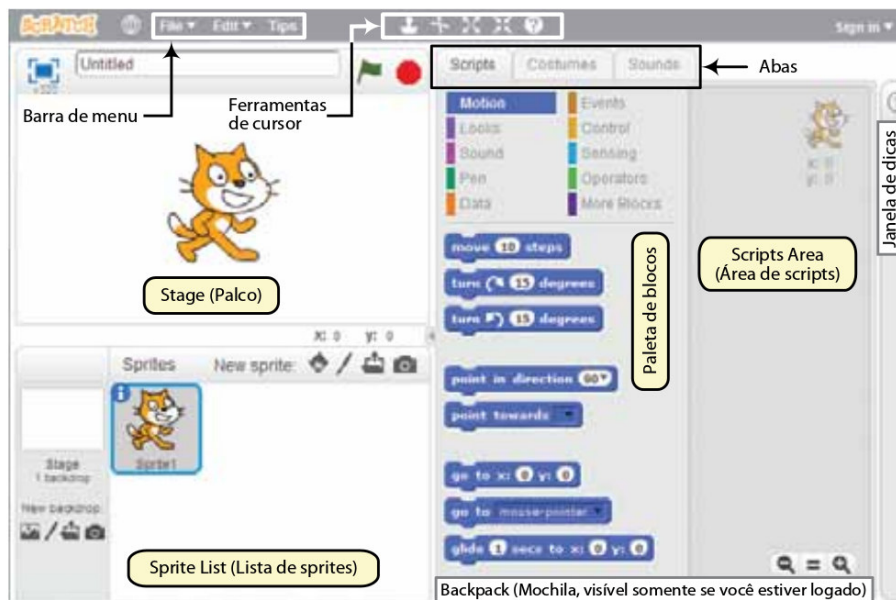 SCRATCH File Edit Tips Sign in
Untitled
Scripts Costumes Sounds
Abas
Barra de menu
Ferramentas
de cursor
Motion Events
Looks Control
Sound Sensing
Pen Operators
Data More Blocks
x: 0
y: 0
Janela de dicas
move 10 steps
turn 15 degrees
turn 15 degrees
point in direction 90
point towards
go to x: 0 y: 0
go to mouse-pointer
glide 1 secs to x: 0 y: 0
Paleta de blocos
Scripts Area
(Área de scripts)
Stage (Palco)
x: 0 y: 0
Sprites New sprite:
Sprite1
Stage
1 backdrop
New backdrop:
Sprite List (Lista de sprites)
Backpack (Mochila, visível somente se você estiver logado)